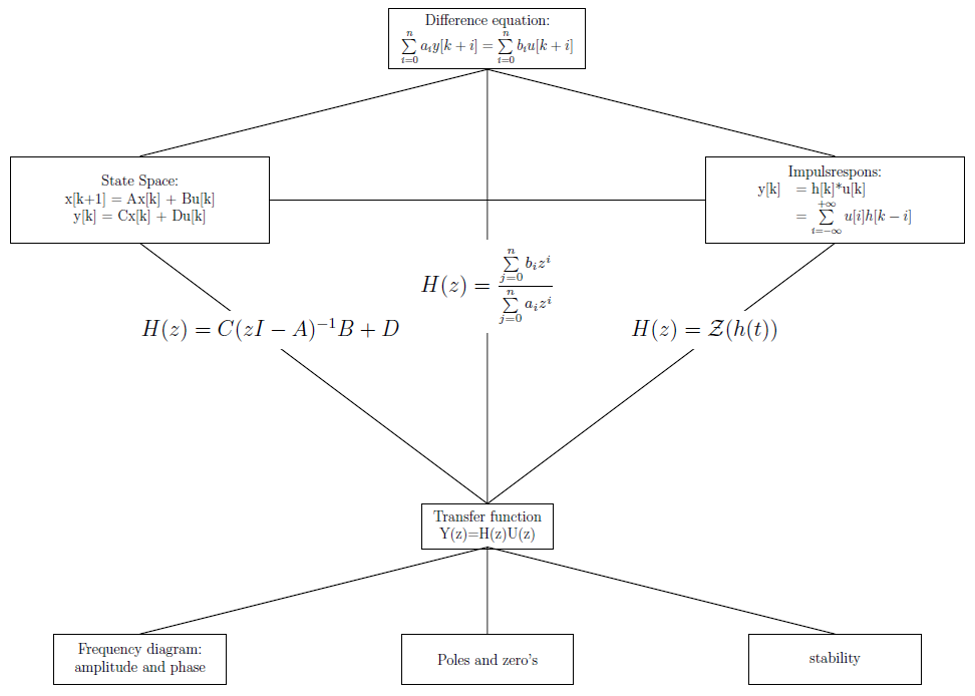 Difference equation:
$\sum_{i=0}^{n} a_i y[k+i] = \sum_{i=0}^{n} b_i u[k+i]$
State Space:
x[k+1] = Ax[k] + Bu[k]
y[k] = Cx[k] + Du[k]
Impulsrespons:
y[k] = h[k]*u[k]
$= \sum_{i=-\infty}^{+\infty} u[i]h[k-i]$
$H(z) = \frac{\sum_{j=0}^{n} b_i z^i}{\sum_{j=0}^{n} a_i z^i}$
$H(z) = C(zI - A)^{-1}B + D$
$H(z) = \mathcal{Z}(h(t))$
Transfer function
Y(z)=H(z)U(z)
Frequency diagram:
amplitude and phase
Poles and zero's
stability